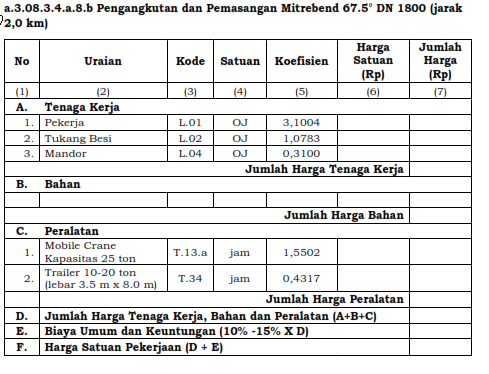 a.3.08.3.4.a.8.b Pengangkutan dan Pemasangan Mitrebend 67.5° DN 1800 (jarak
2,0 km)
No Uraian Kode Satuan Koefisien Harga Satuan (Rp) Jumlah Harga (Rp)
(1) (2) (3) (4) (5) (6) (7)
A. Tenaga Kerja
1. Pekerja L.01 OJ 3,1004
2. Tukang Besi L.02 OJ 1,0783
3. Mandor L.04 OJ 0,3100
Jumlah Harga Tenaga Kerja
B. Bahan
Jumlah Harga Bahan
C. Peralatan
1. Mobile Crane Kapasitas 25 ton T.13.a jam 1,5502
2. Trailer 10-20 ton (lebar 3.5 m x 8.0 m) T.34 jam 0,4317
Jumlah Harga Peralatan
D. Jumlah Harga Tenaga Kerja, Bahan dan Peralatan (A+B+C)
E. Biaya Umum dan Keuntungan (10% -15% X D)
F. Harga Satuan Pekerjaan (D + E)